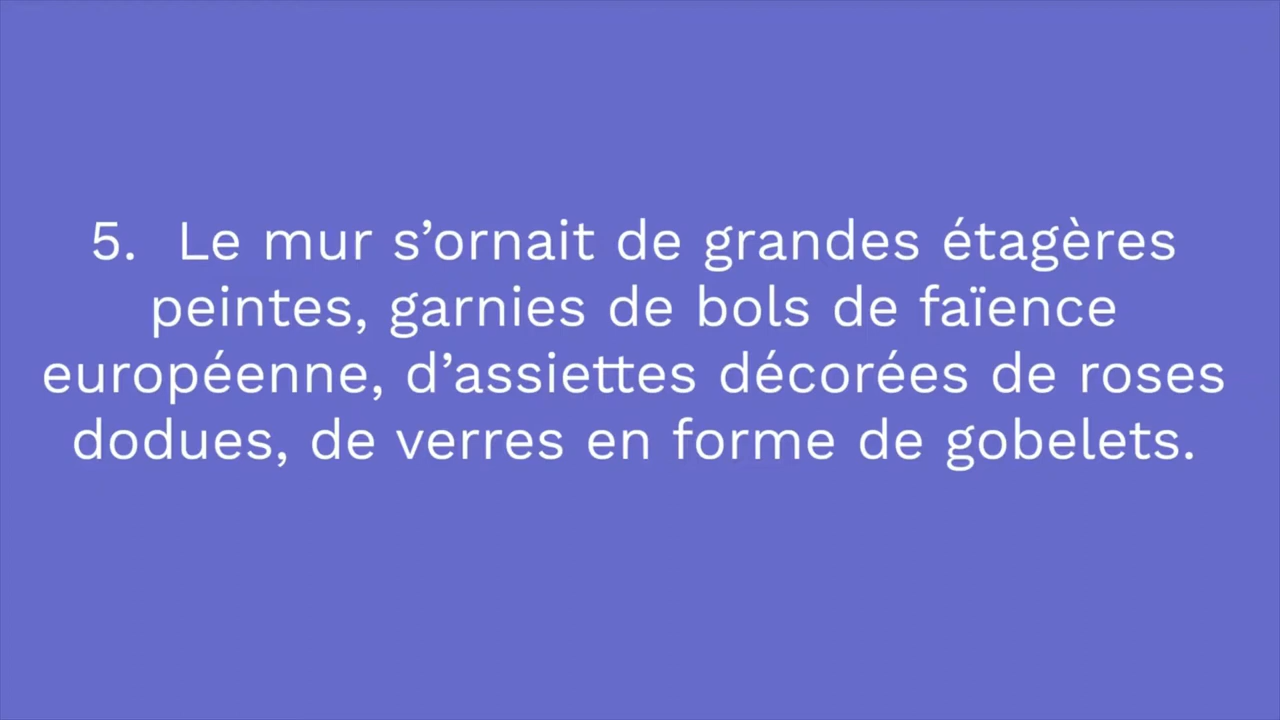 5. Le mur s’ornait de grandes étagères
peintes, garnies de bols de faïence
européenne, d’assiettes décorées de roses
dodues, de verres en forme de gobelets.